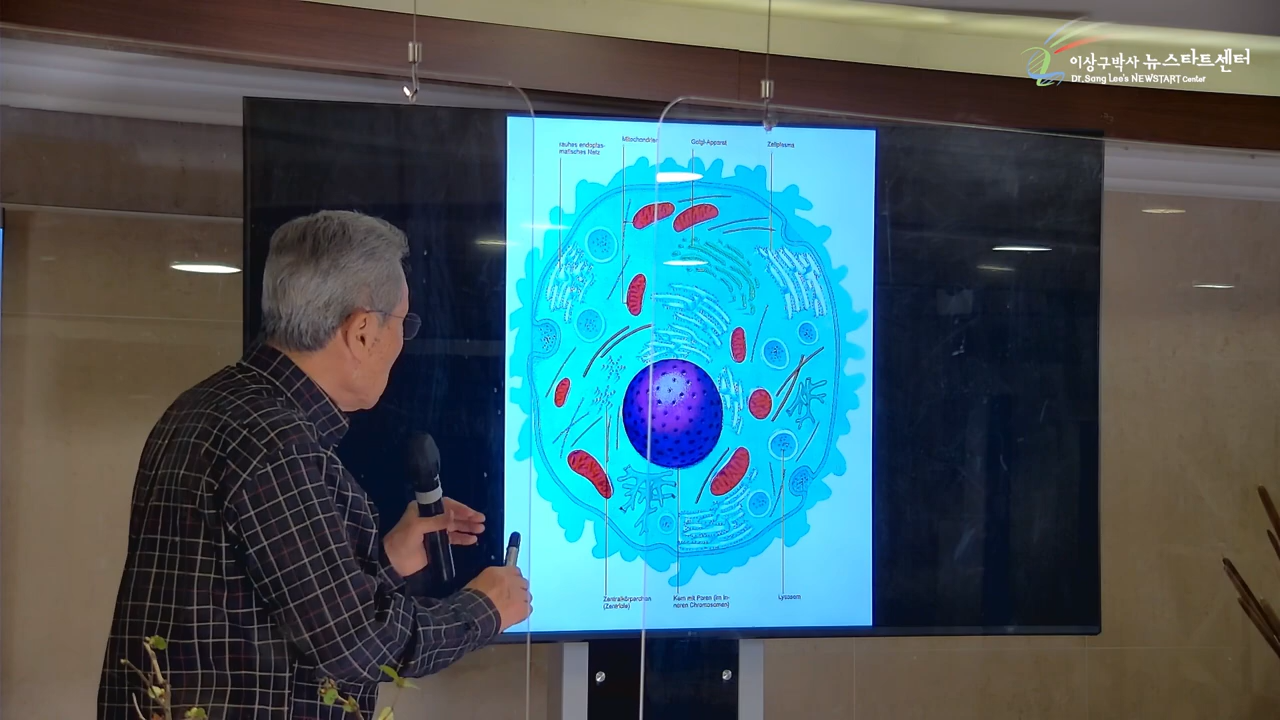 이상구박사 뉴스타트센터
Dr. Sang Lee's NEWSTART Center
rauhes endoplas-
matisches Netz
Mitochondrien
Golgi-Apparat
Zellplasma
Zentralkörperchen
(Zentriole)
Kern mit Poren (im In-
neren Chromosomen)
Lysosom